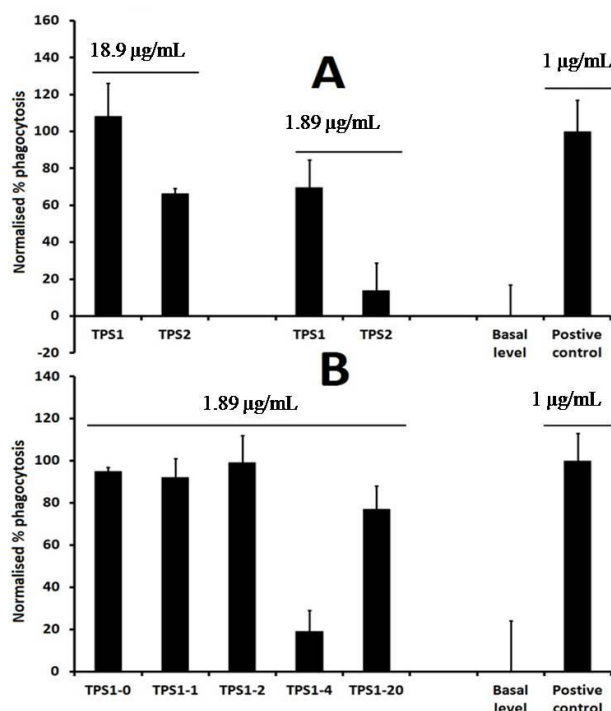 160
140
120
100
80
60
40
20
0
-20
Normalised % phagocytosis
18.9 µg/mL
A
1.89 µg/mL
1 µg/mL
TPS1 TPS2 TPS1 TPS2 Basal level Postive control
B
140
120
100
80
60
40
20
0
Normalised % phagocytosis
1.89 µg/mL
1 µg/mL
TPS1-0 TPS1-1 TPS1-2 TPS1-4 TPS1-20 Basal level Postive control